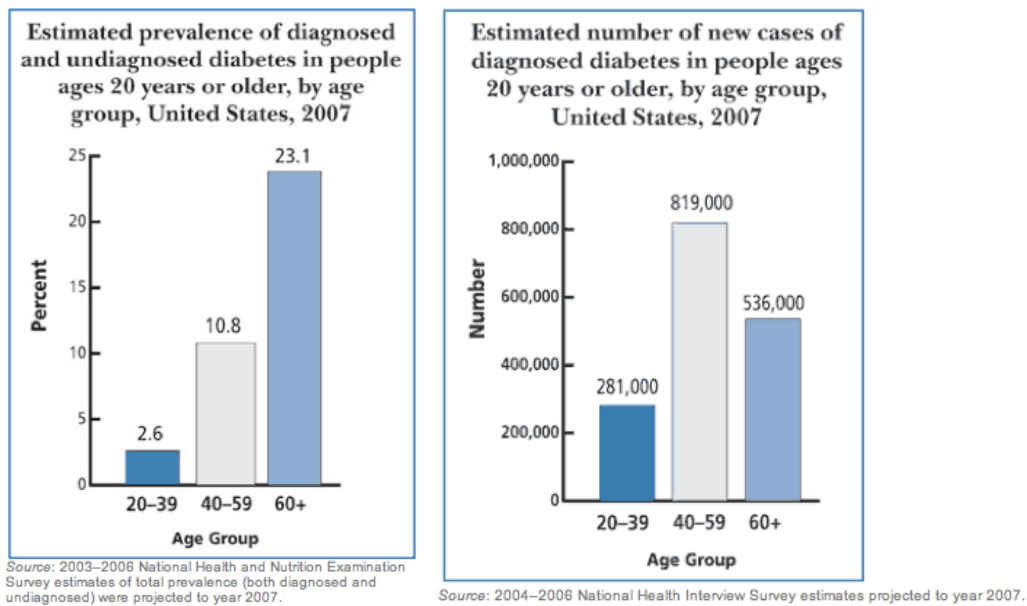 Estimated prevalence of diagnosed
and undiagnosed diabetes in people
ages 20 years or older, by age
group, United States, 2007
25
23.1
20
Percent
15
10.8
10
5
2.6
0
20–39 40–59 60+
Age Group
Source: 2003–2006 National Health and Nutrition Examination
Survey estimates of total prevalence (both diagnosed and
undiagnosed) were projected to year 2007.
Estimated number of new cases of
diagnosed diabetes in people ages
20 years or older, by age group,
United States, 2007
1,000,000
819,000
800,000
Number
600,000
536,000
400,000
281,000
200,000
0
20–39 40–59 60+
Age Group
Source: 2004–2006 National Health Interview Survey estimates projected to year 2007.